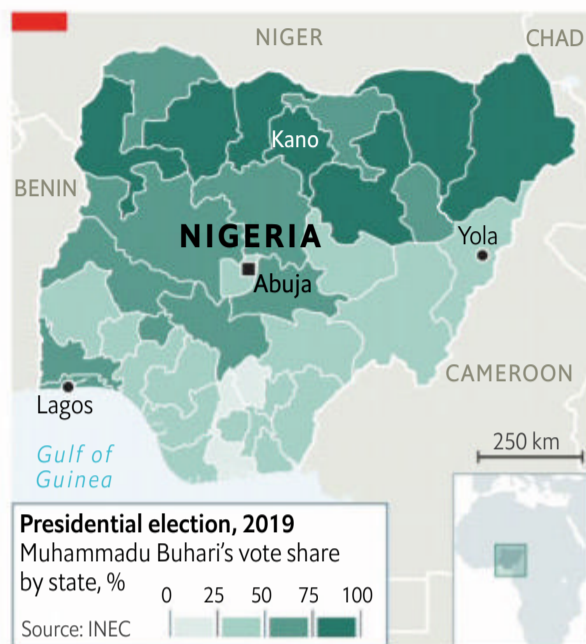 NIGER
CHAD
Kano
BENIN
NIGERIA
Yola
Abuja
CAMEROON
Lagos
250 km
Gulf of
Guinea
Presidential election, 2019
Muhammadu Buhari's vote share
by state, %
0 25 50 75 100
Source: INEC